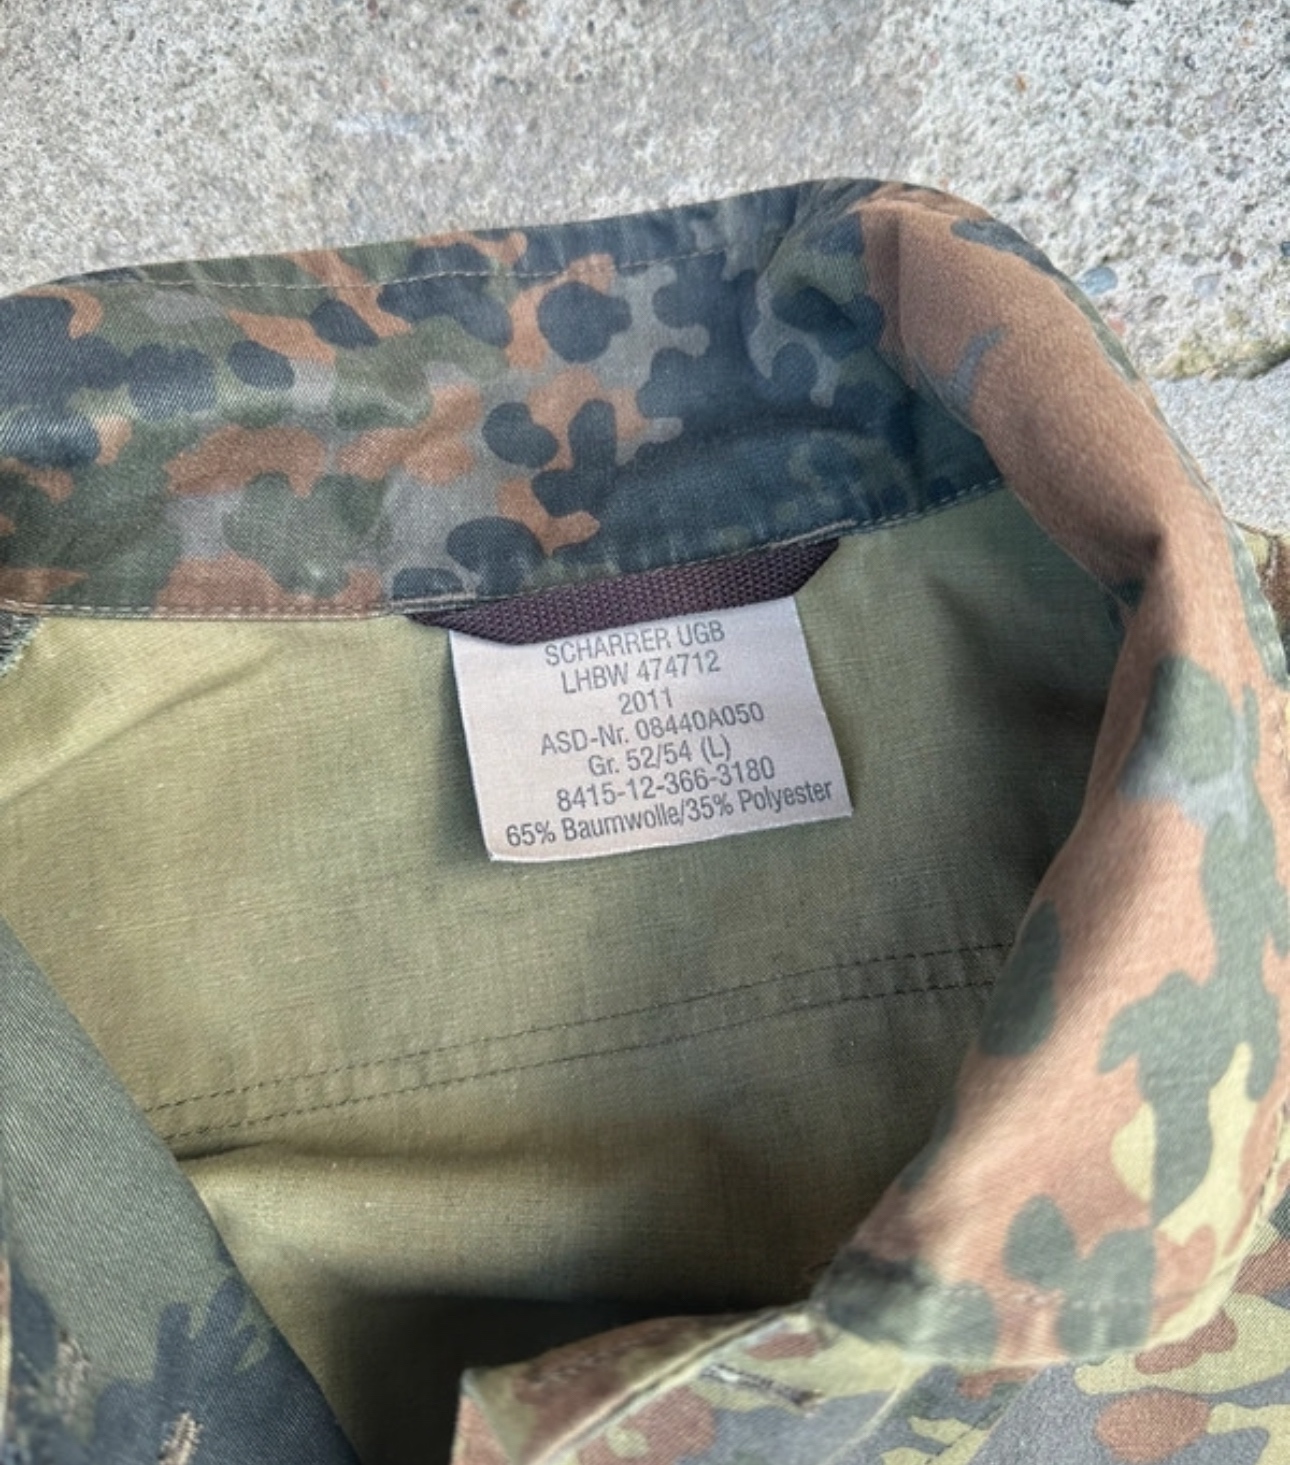 SCHARRER UGB
LHBW 474712
2011
ASD-Nr. 08440A050
Gr. 52/54 (L)
8415-12-366-3180
65% Baumwolle/35% Polyester